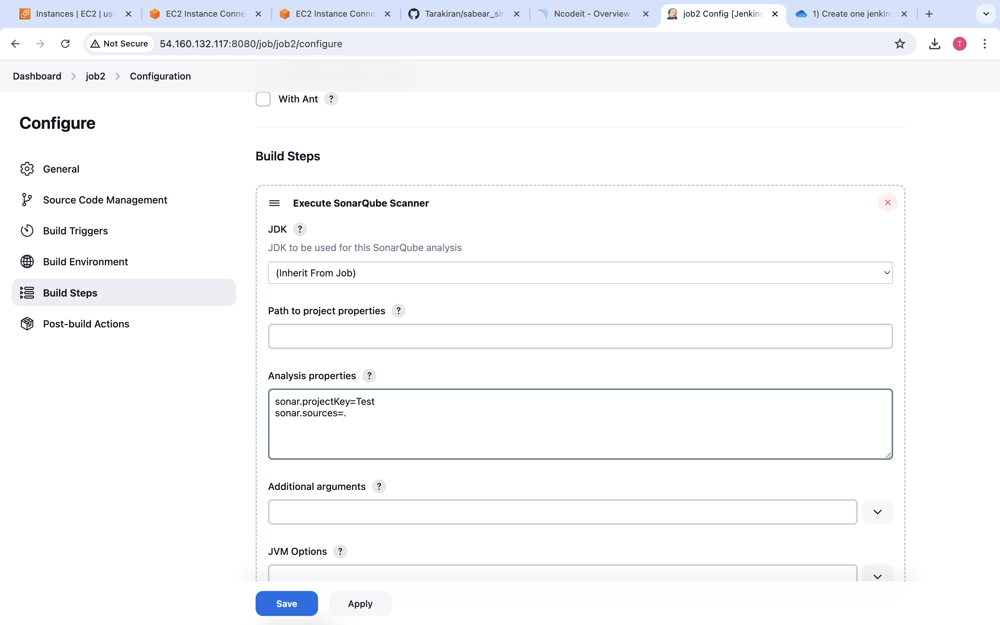 Instances | EC2 | us-
EC2 Instance Conne
EC2 Instance Conne
Tarakiran/sabear_sim
Ncodeit - Overview
job2 Config [Jenkins
1) Create one jenkins
Not Secure
54.160.132.117:8080/job/job2/configure
T
Dashboard
job2
Configuration
With Ant ?
Configure
General
Source Code Management
Build Triggers
Build Environment
Build Steps
Post-build Actions
Build Steps
Execute SonarQube Scanner
JDK ?
JDK to be used for this SonarQube analysis
(Inherit From Job)
Path to project properties ?
Analysis properties ?
sonar.projectKey=Test
sonar.sources=.
Additional arguments ?
JVM Options ?
Save
Apply